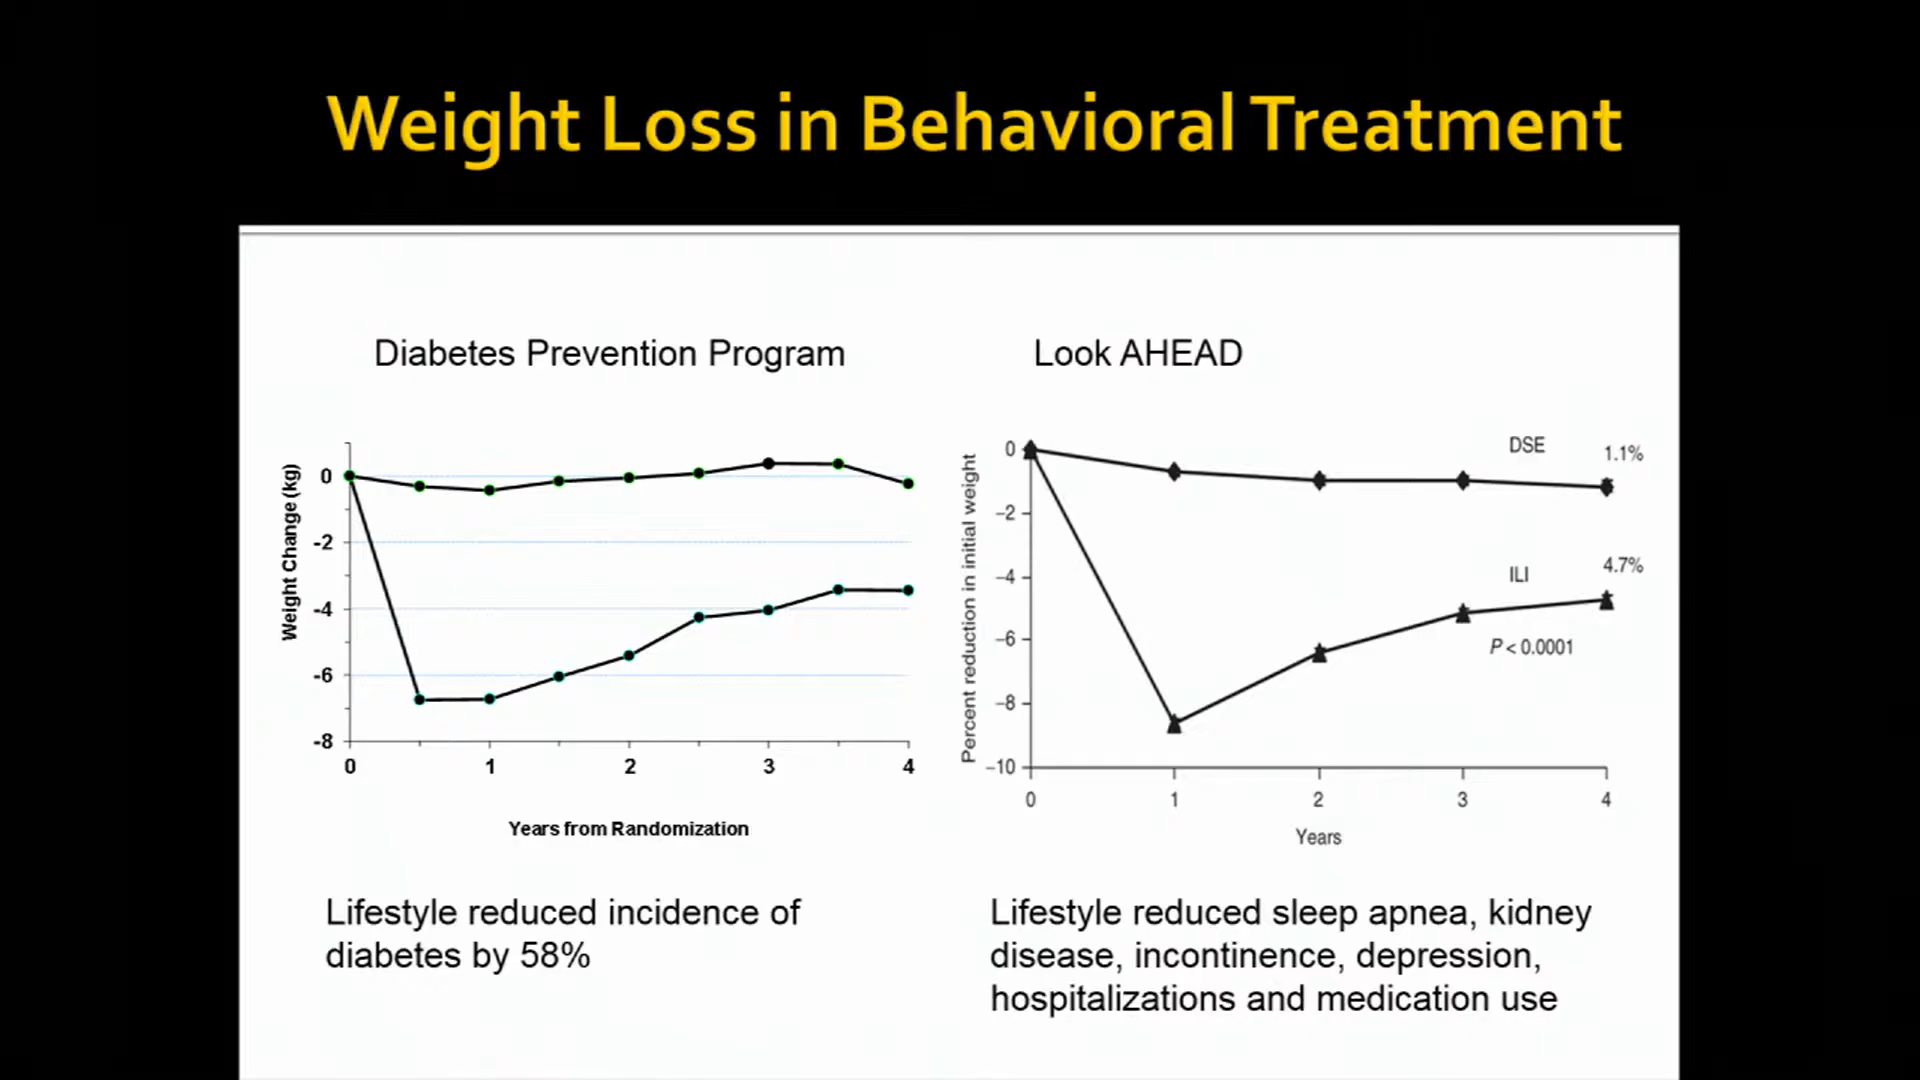 Weight Loss in Behavioral Treatment
Diabetes Prevention Program
Weight Change (kg)
0
-2
-4
-6
-8
0 1 2 3 4
Years from Randomization
Lifestyle reduced incidence of
diabetes by 58%
Look AHEAD
Percent reduction in initial weight
0
–2
–4
–6
–8
–10
DSE 1.1%
ILI 4.7%
P < 0.0001
0 1 2 3 4
Years
Lifestyle reduced sleep apnea, kidney
disease, incontinence, depression,
hospitalizations and medication use